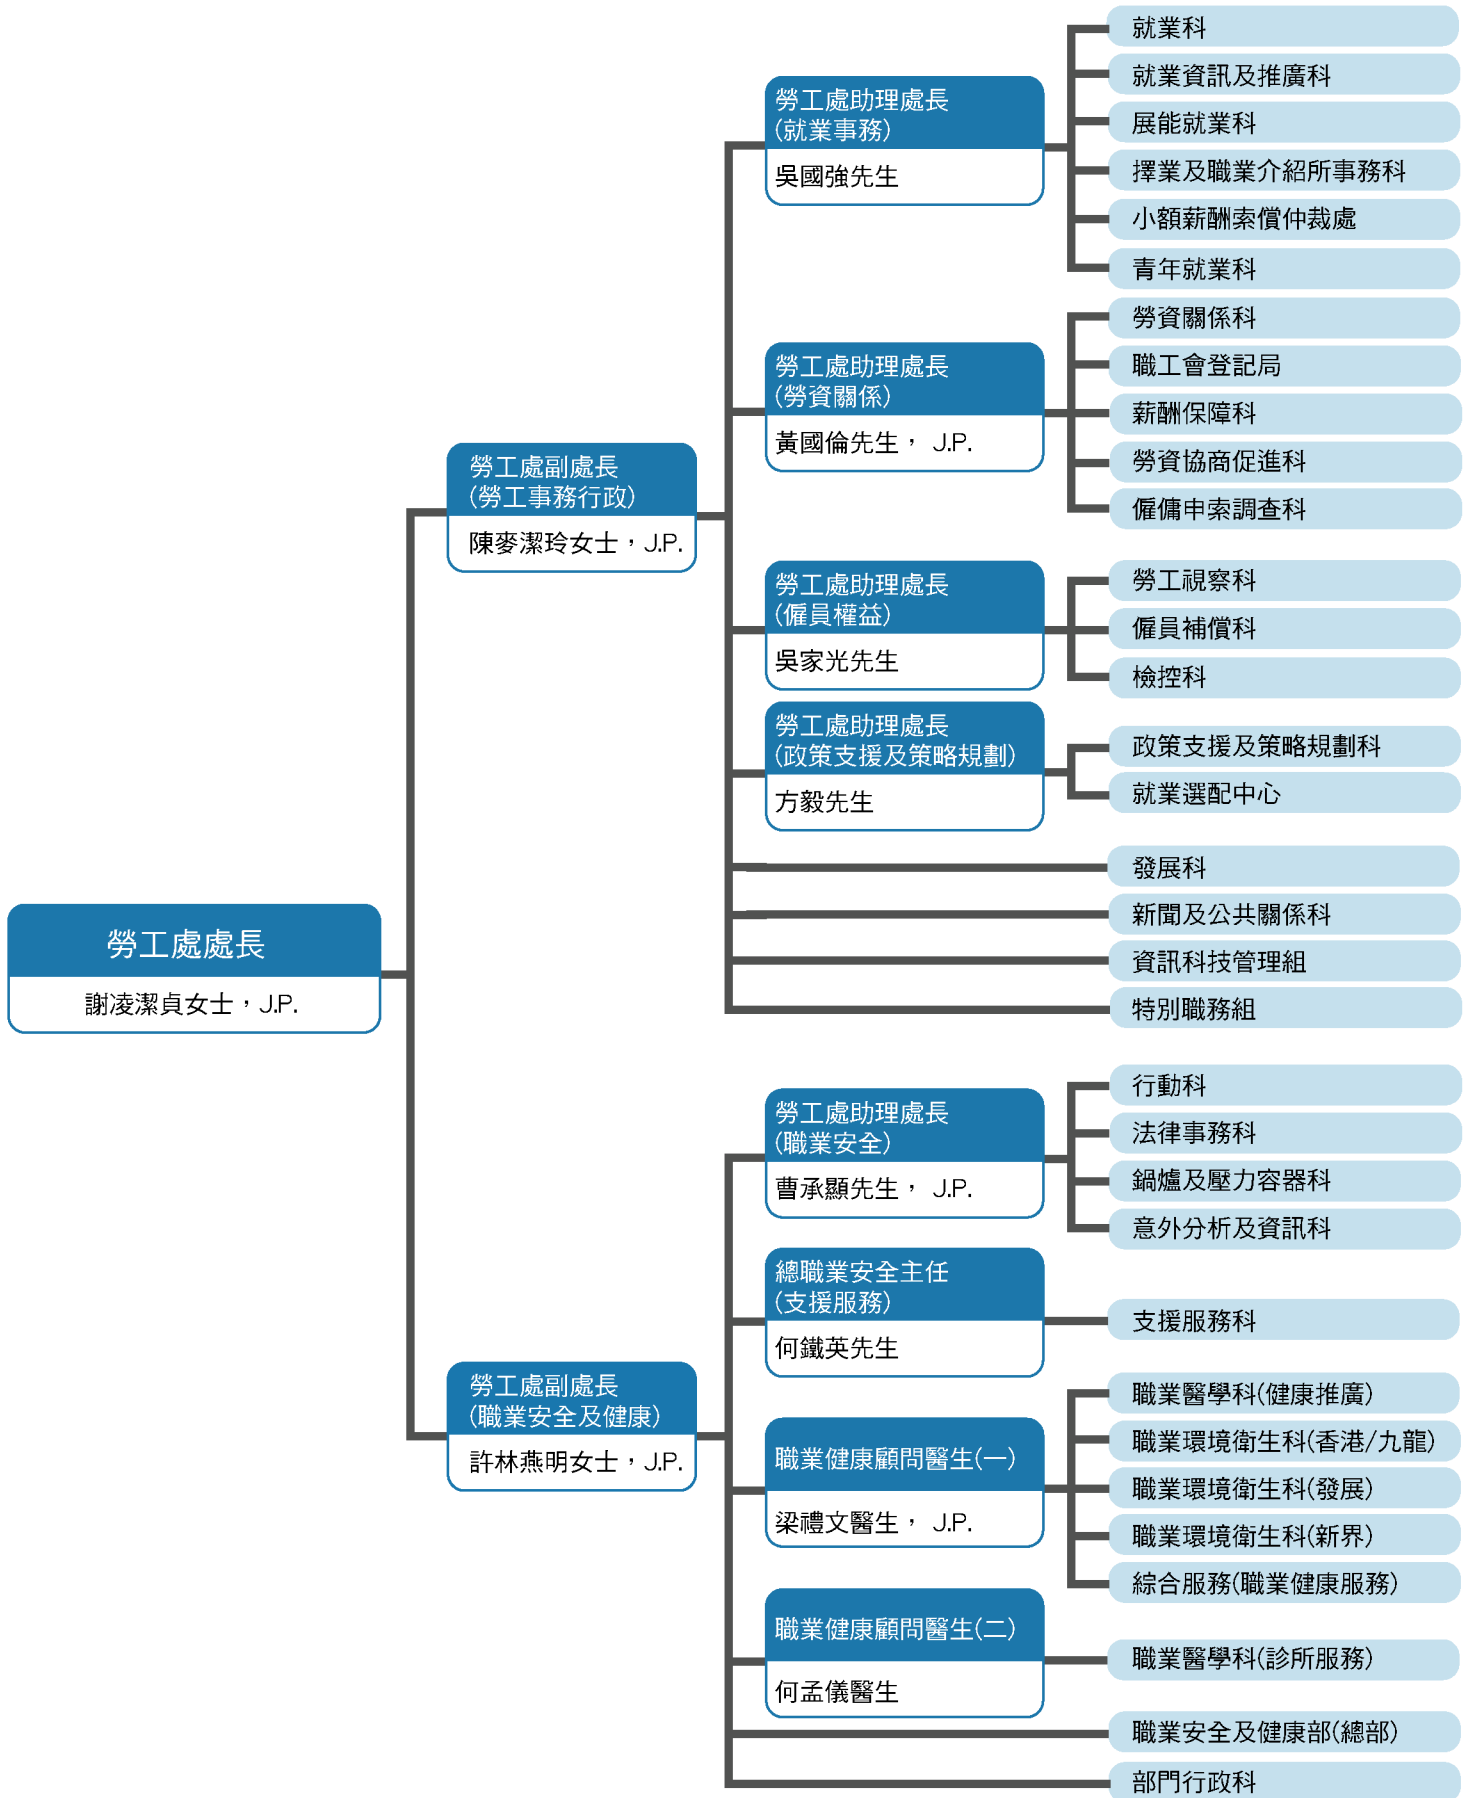 勞工處處長
謝凌潔貞女士，J.P.
勞工處副處長
(勞工事務行政)
陳麥潔玲女士，J.P.
勞工處助理處長
(就業事務)
吳國強先生
就業科
就業資訊及推廣科
展能就業科
擇業及職業介紹所事務科
小額薪酬索償仲裁處
青年就業科
勞工處助理處長
(勞資關係)
黃國倫先生， J.P.
勞資關係科
職工會登記局
薪酬保障科
勞資協商促進科
僱傭申索調查科
勞工處助理處長
(僱員權益)
吳家光先生
勞工視察科
僱員補償科
檢控科
勞工處助理處長
(政策支援及策略規劃)
方毅先生
政策支援及策略規劃科
就業選配中心
發展科
新聞及公共關係科
資訊科技管理組
特別職務組
勞工處副處長
(職業安全及健康)
許林燕明女士，J.P.
勞工處助理處長
(職業安全)
曹承顯先生， J.P.
行動科
法律事務科
鍋爐及壓力容器科
意外分析及資訊科
總職業安全主任
(支援服務)
何鐵英先生
支援服務科
職業健康顧問醫生(一)
梁禮文醫生， J.P.
職業醫學科(健康推廣)
職業環境衛生科(香港/九龍)
職業環境衛生科(發展)
職業環境衛生科(新界)
綜合服務(職業健康服務)
職業健康顧問醫生(二)
何孟儀醫生
職業醫學科(診所服務)
職業安全及健康部(總部)
部門行政科